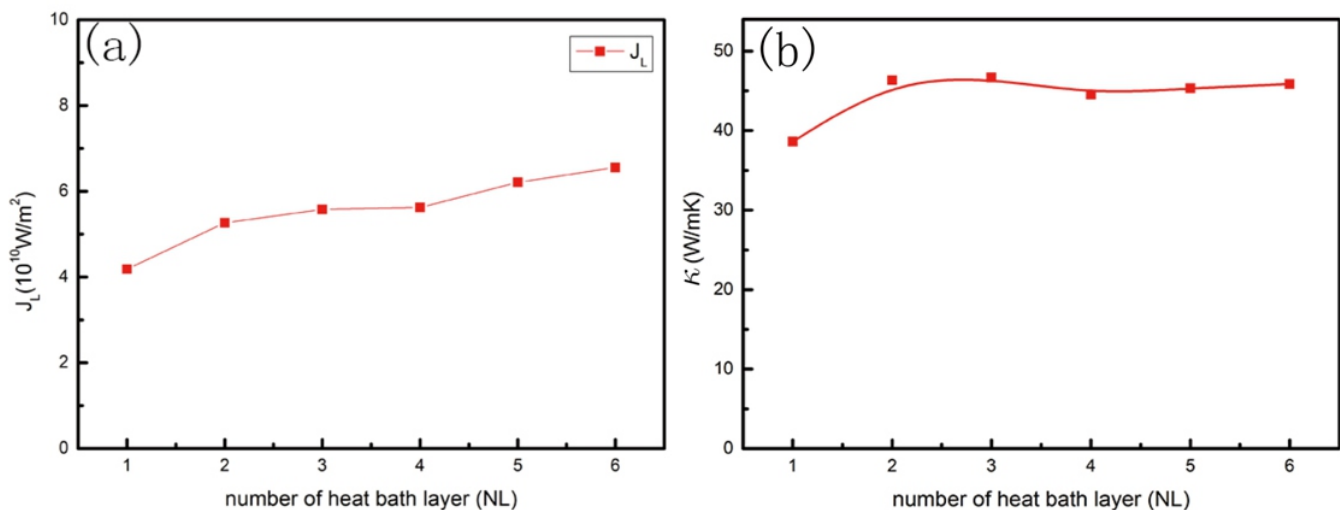 (a)
J_L
10
8
6
4
2
0
J_L(10^10W/m^2)
1 2 3 4 5 6
number of heat bath layer (NL)
(b)
50
40
30
20
10
0
κ (W/mK)
1 2 3 4 5 6
number of heat bath layer (NL)